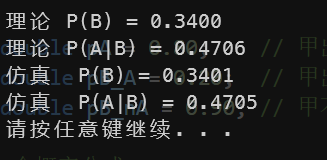 理论 P(B) = 0.3400
理论 P(A|B) = 0.4706
仿真  P(B) = 0.3401
仿真  P(A|B) = 0.4705
请按任意键继续. . .